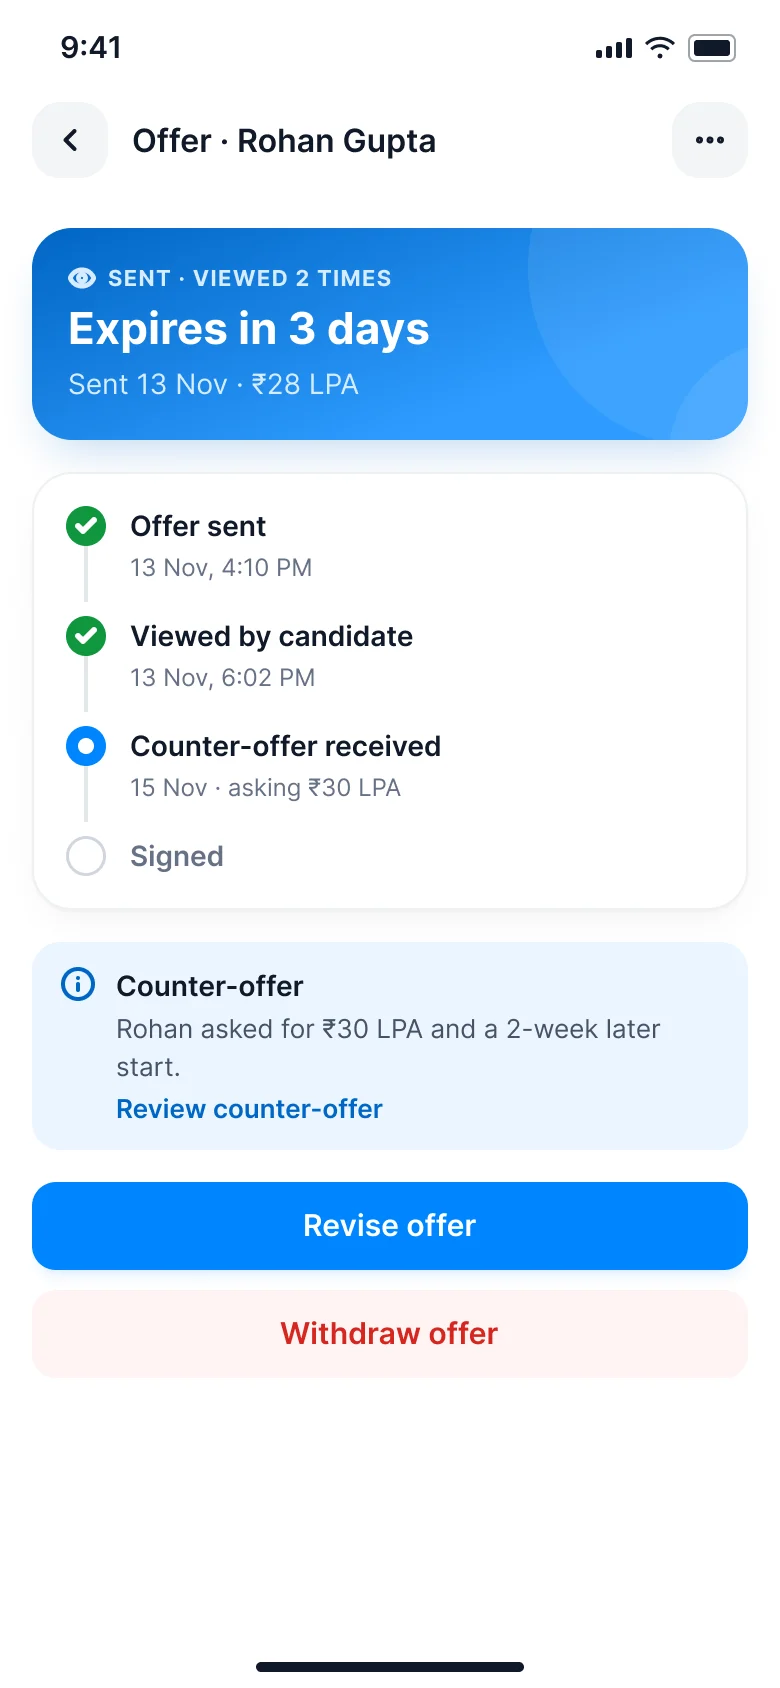 9:41
Offer · Rohan Gupta
SENT · VIEWED 2 TIMES
Expires in 3 days
Sent 13 Nov · ₹28 LPA
Offer sent
13 Nov, 4:10 PM
Viewed by candidate
13 Nov, 6:02 PM
Counter-offer received
15 Nov · asking ₹30 LPA
Signed
Counter-offer
Rohan asked for ₹30 LPA and a 2-week later
start.
Review counter-offer
Revise offer
Withdraw offer